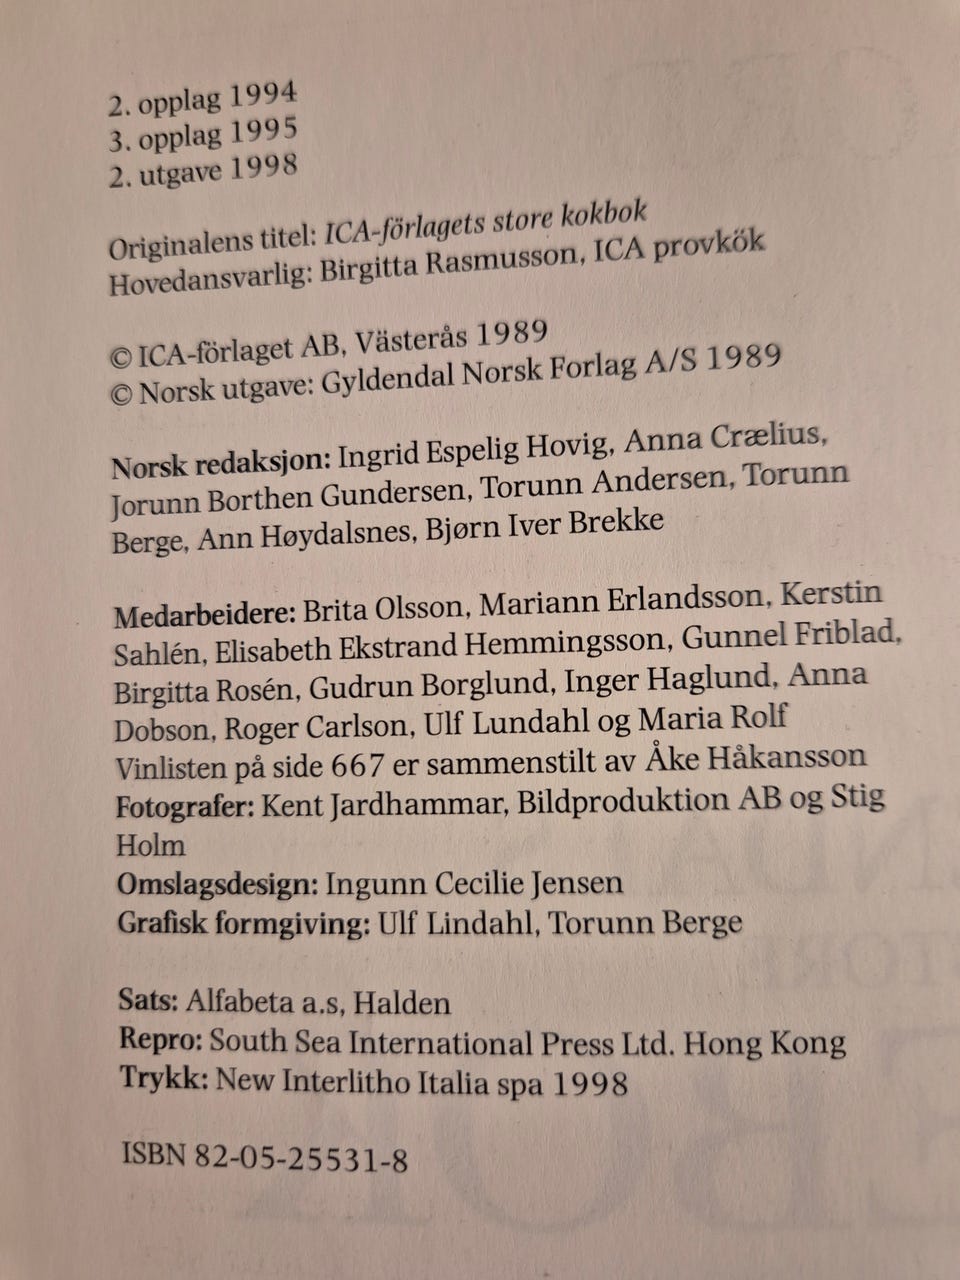 2. opplag 1994
3. opplag 1995
2. utgave 1998
Originalens titel: ICA-förlagets store kokbok
Hovedansvarlig: Birgitta Rasmusson, ICA provkök
© ICA-förlaget AB, Västerås 1989
© Norsk utgave: Gyldendal Norsk Forlag A/S 1989
Norsk redaksjon: Ingrid Espelig Hovig, Anna Crælius,
Jorunn Borthen Gundersen, Torunn Andersen, Torunn
Berge, Ann Høydalsnes, Bjørn Iver Brekke
Medarbeidere: Brita Olsson, Mariann Erlandsson, Kerstin
Sahlén, Elisabeth Ekstrand Hemmingsson, Gunnel Friblad,
Birgitta Rosén, Gudrun Borglund, Inger Haglund, Anna
Dobson, Roger Carlson, Ulf Lundahl og Maria Rolf
Vinlisten på side 667 er sammenstilt av Åke Håkansson
Fotografer: Kent Jardhammar, Bildproduktion AB og Stig
Holm
Omslagsdesign: Ingunn Cecilie Jensen
Grafisk formgiving: Ulf Lindahl, Torunn Berge
Sats: Alfabeta a.s, Halden
Repro: South Sea International Press Ltd. Hong Kong
Trykk: New Interlitho Italia spa 1998
ISBN 82-05-25531-8